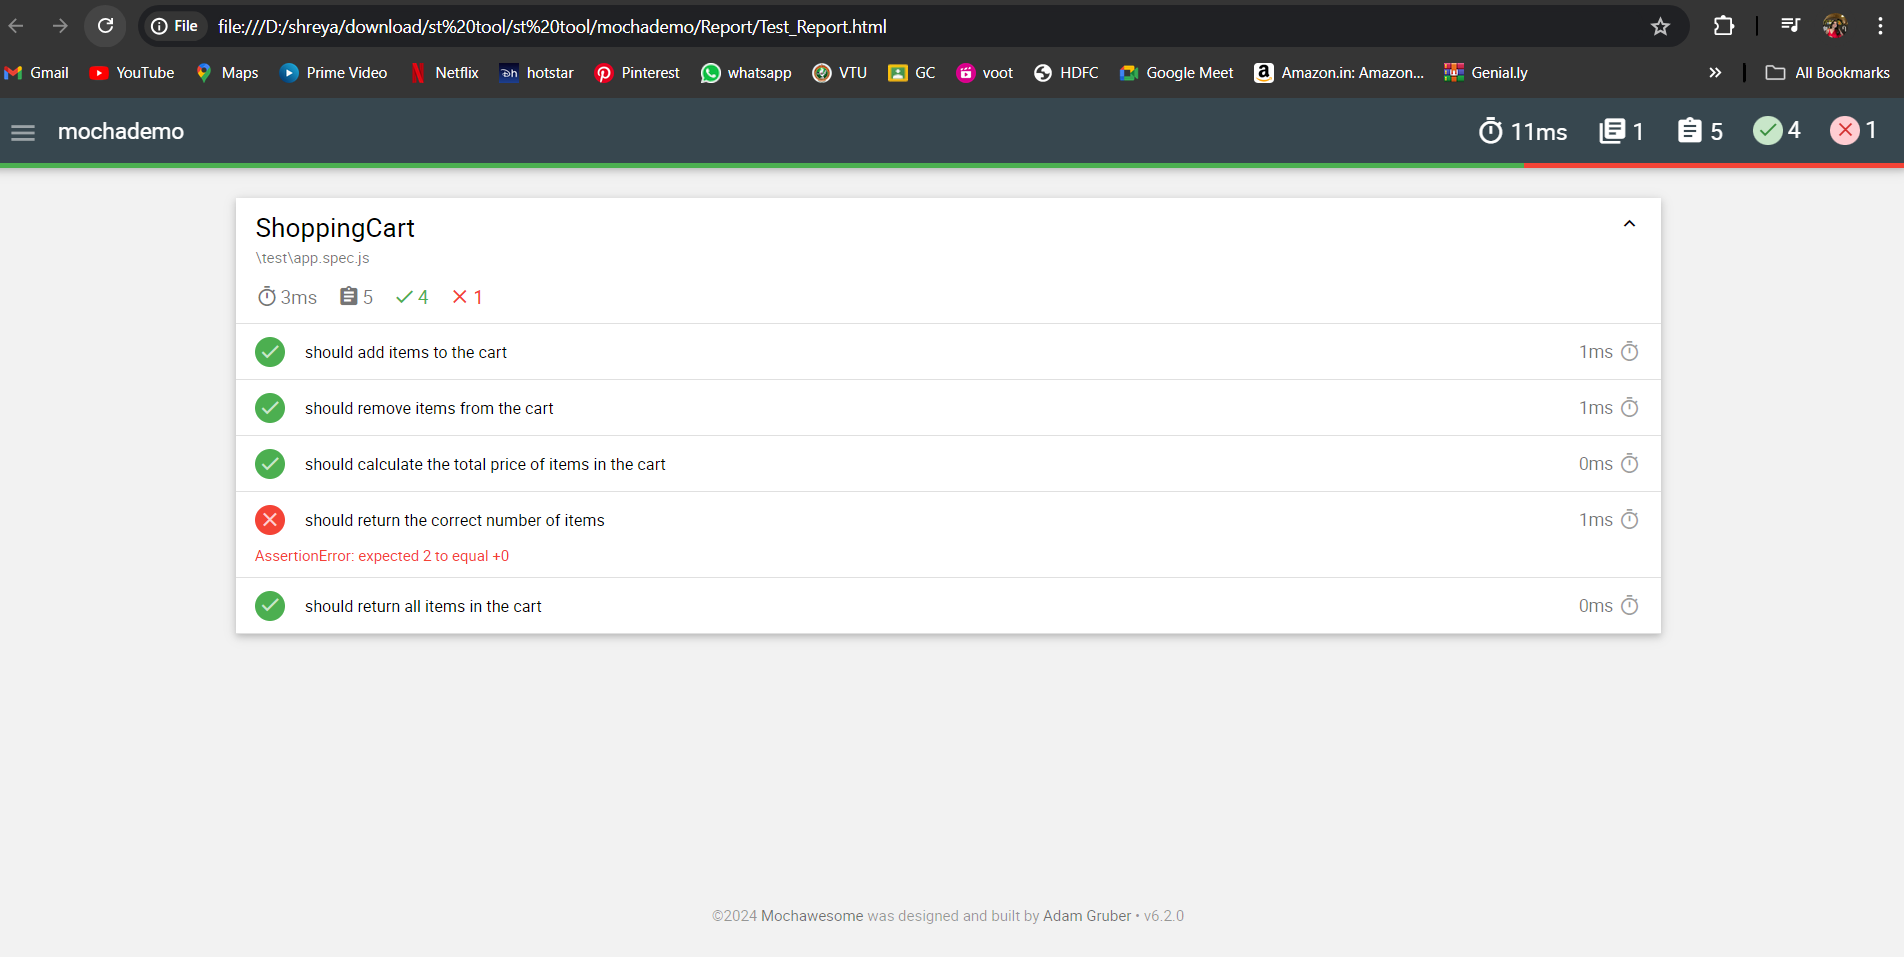 File file:///D:/shreya/download/st%20tool/st%20tool/mochademo/Report/Test_Report.html
Gmail YouTube Maps Prime Video Netflix hotstar Pinterest whatsapp VTU GC voot HDFC Google Meet Amazon.in: Amazon... Genial.ly » All Bookmarks
mochademo 11ms 1 5 4 1
ShoppingCart
\test\app.spec.js
3ms 5 4 1
should add items to the cart 1ms
should remove items from the cart 1ms
should calculate the total price of items in the cart 0ms
should return the correct number of items 1ms
AssertionError: expected 2 to equal +0
should return all items in the cart 0ms
©2024 Mochawesome was designed and built by Adam Gruber • v6.2.0